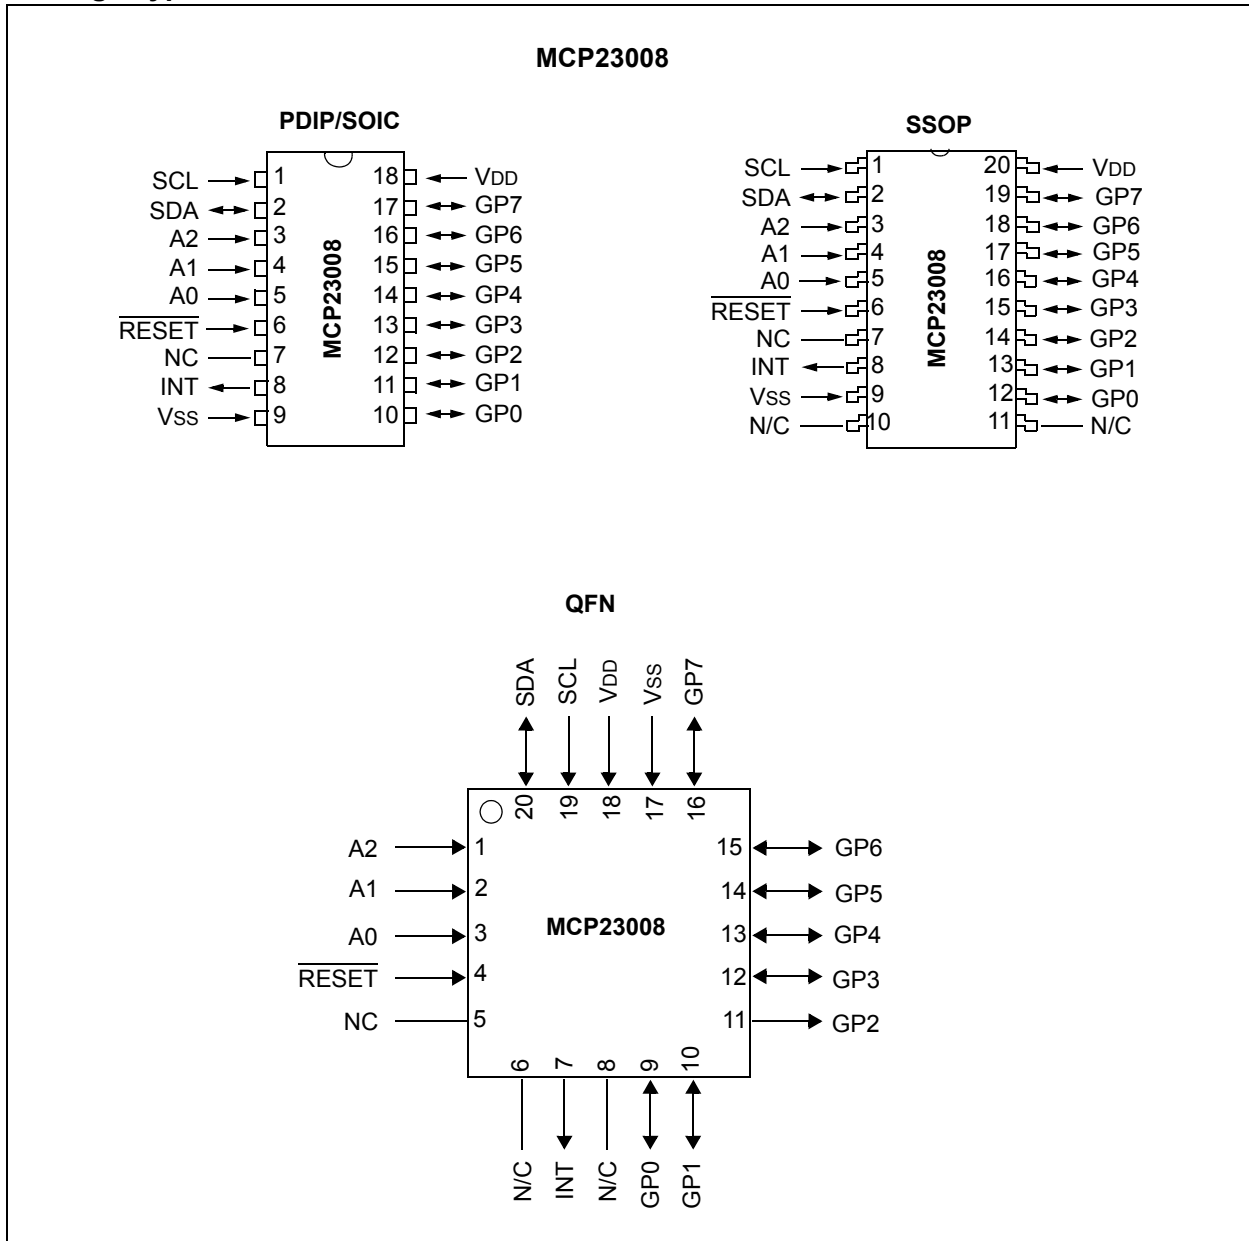 MCP23008
PDIP/SOIC
SCL 1 18 VDD
SDA 2 17 GP7
A2 3 16 GP6
A1 4 15 GP5
A0 5 14 GP4
RESET 6 13 GP3
NC 7 12 GP2
INT 8 11 GP1
VSS 9 10 GP0
MCP23008
SSOP
SCL 1 20 VDD
SDA 2 19 GP7
A2 3 18 GP6
A1 4 17 GP5
A0 5 16 GP4
RESET 6 15 GP3
NC 7 14 GP2
INT 8 13 GP1
VSS 9 12 GP0
N/C 10 11 N/C
MCP23008
QFN
SDA SCL VDD VSS GP7
20 19 18 17 16
A2 1 15 GP6
A1 2 14 GP5
A0 3 MCP23008 13 GP4
RESET 4 12 GP3
NC 5 11 GP2
6 7 8 9 10
N/C INT N/C GP0 GP1